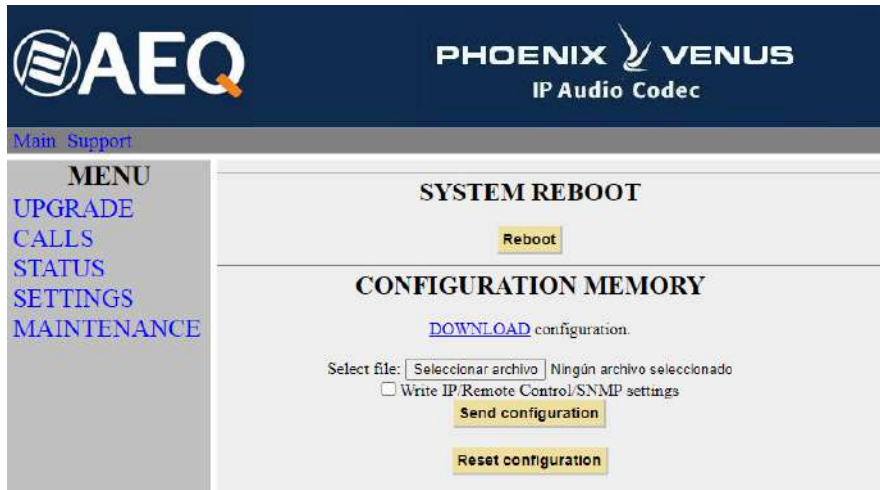 AEQ
PHOENIX VENUS
IP Audio Codec
Main Support
MENU
UPGRADE
CALLS
STATUS
SETTINGS
MAINTENANCE
SYSTEM REBOOT
Reboot
CONFIGURATION MEMORY
DOWNLOAD configuration.
Select file: Seleccionar archivo Ningún archivo seleccionado
Write IP/Remote Control/SNMP settings
Send configuration
Reset configuration